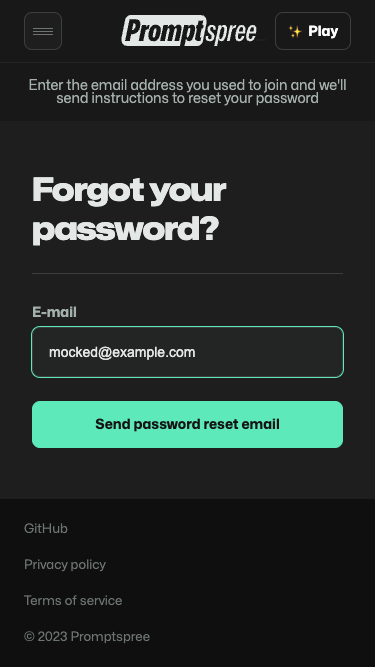 Promptspree
✨ Play
Enter the email address you used to join and we'll
send instructions to reset your password
Forgot your
password?
E-mail
mocked@example.com
Send password reset email
GitHub
Privacy policy
Terms of service
© 2023 Promptspree